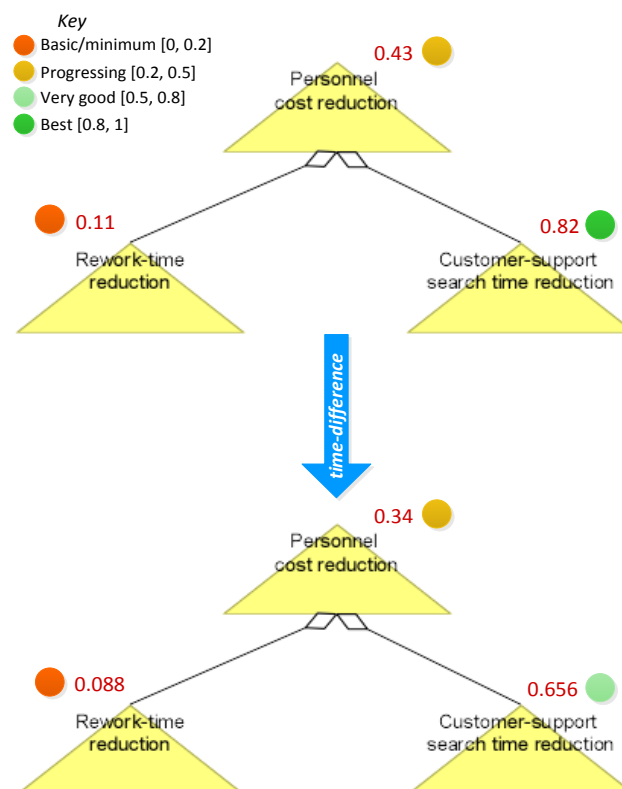 Key
Basic/minimum [0, 0.2]
Progressing [0.2, 0.5]
Very good [0.5, 0.8]
Best [0.8, 1]
0.43
Personnel
cost reduction
0.11
Rework-time
reduction
0.82
Customer-support
search time reduction
time-difference
0.34
Personnel
cost reduction
0.088
Rework-time
reduction
0.656
Customer-support
search time reduction